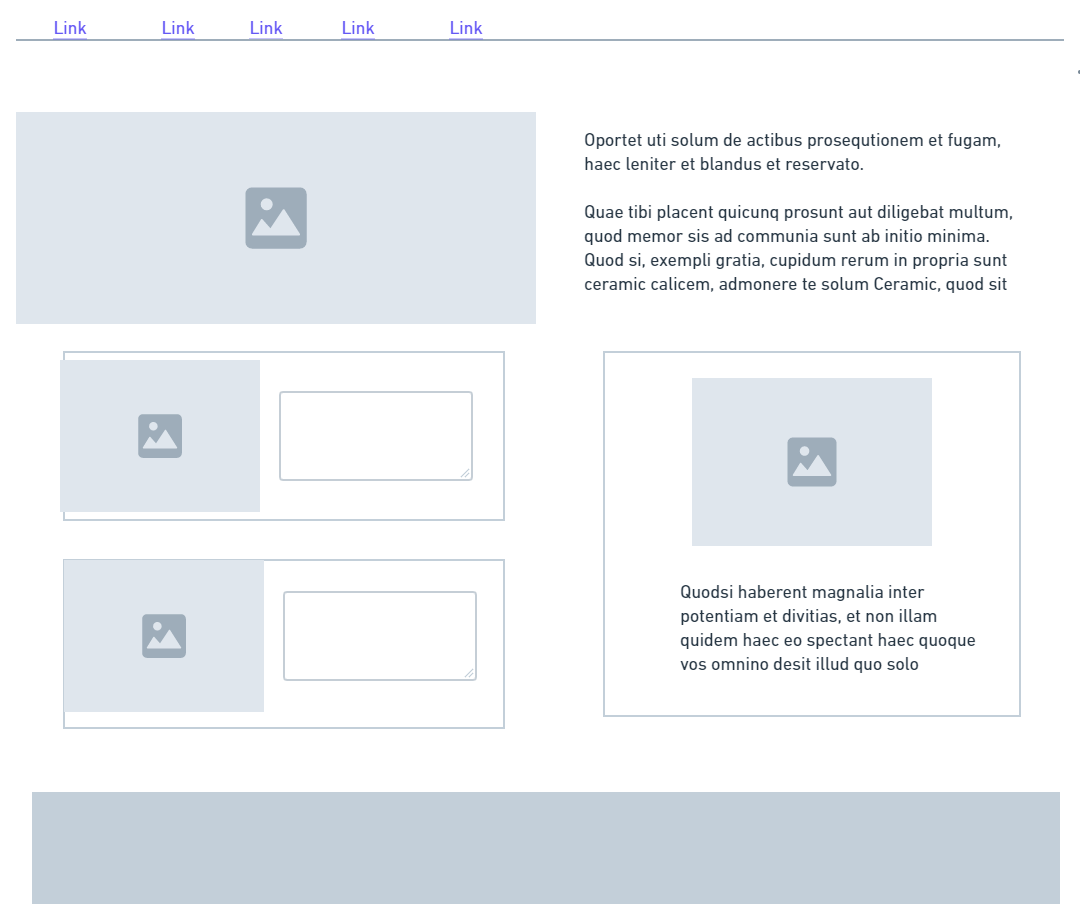 Link Link Link Link Link
Oportet uti solum de actibus prosequtionem et fugam,
haec leniter et blandus et reservato.
Quae tibi placent quicunq prosunt aut diligebat multum,
quod memor sis ad communia sunt ab initio minima.
Quod si, exempli gratia, cupidum rerum in propria sunt
ceramic calicem, admonere te solum Ceramic, quod sit
Quodsi haberent magnalia inter
potentiam et divitias, et non illam
quidem haec eo spectant haec quoque
vos omnino desit illud quo solo